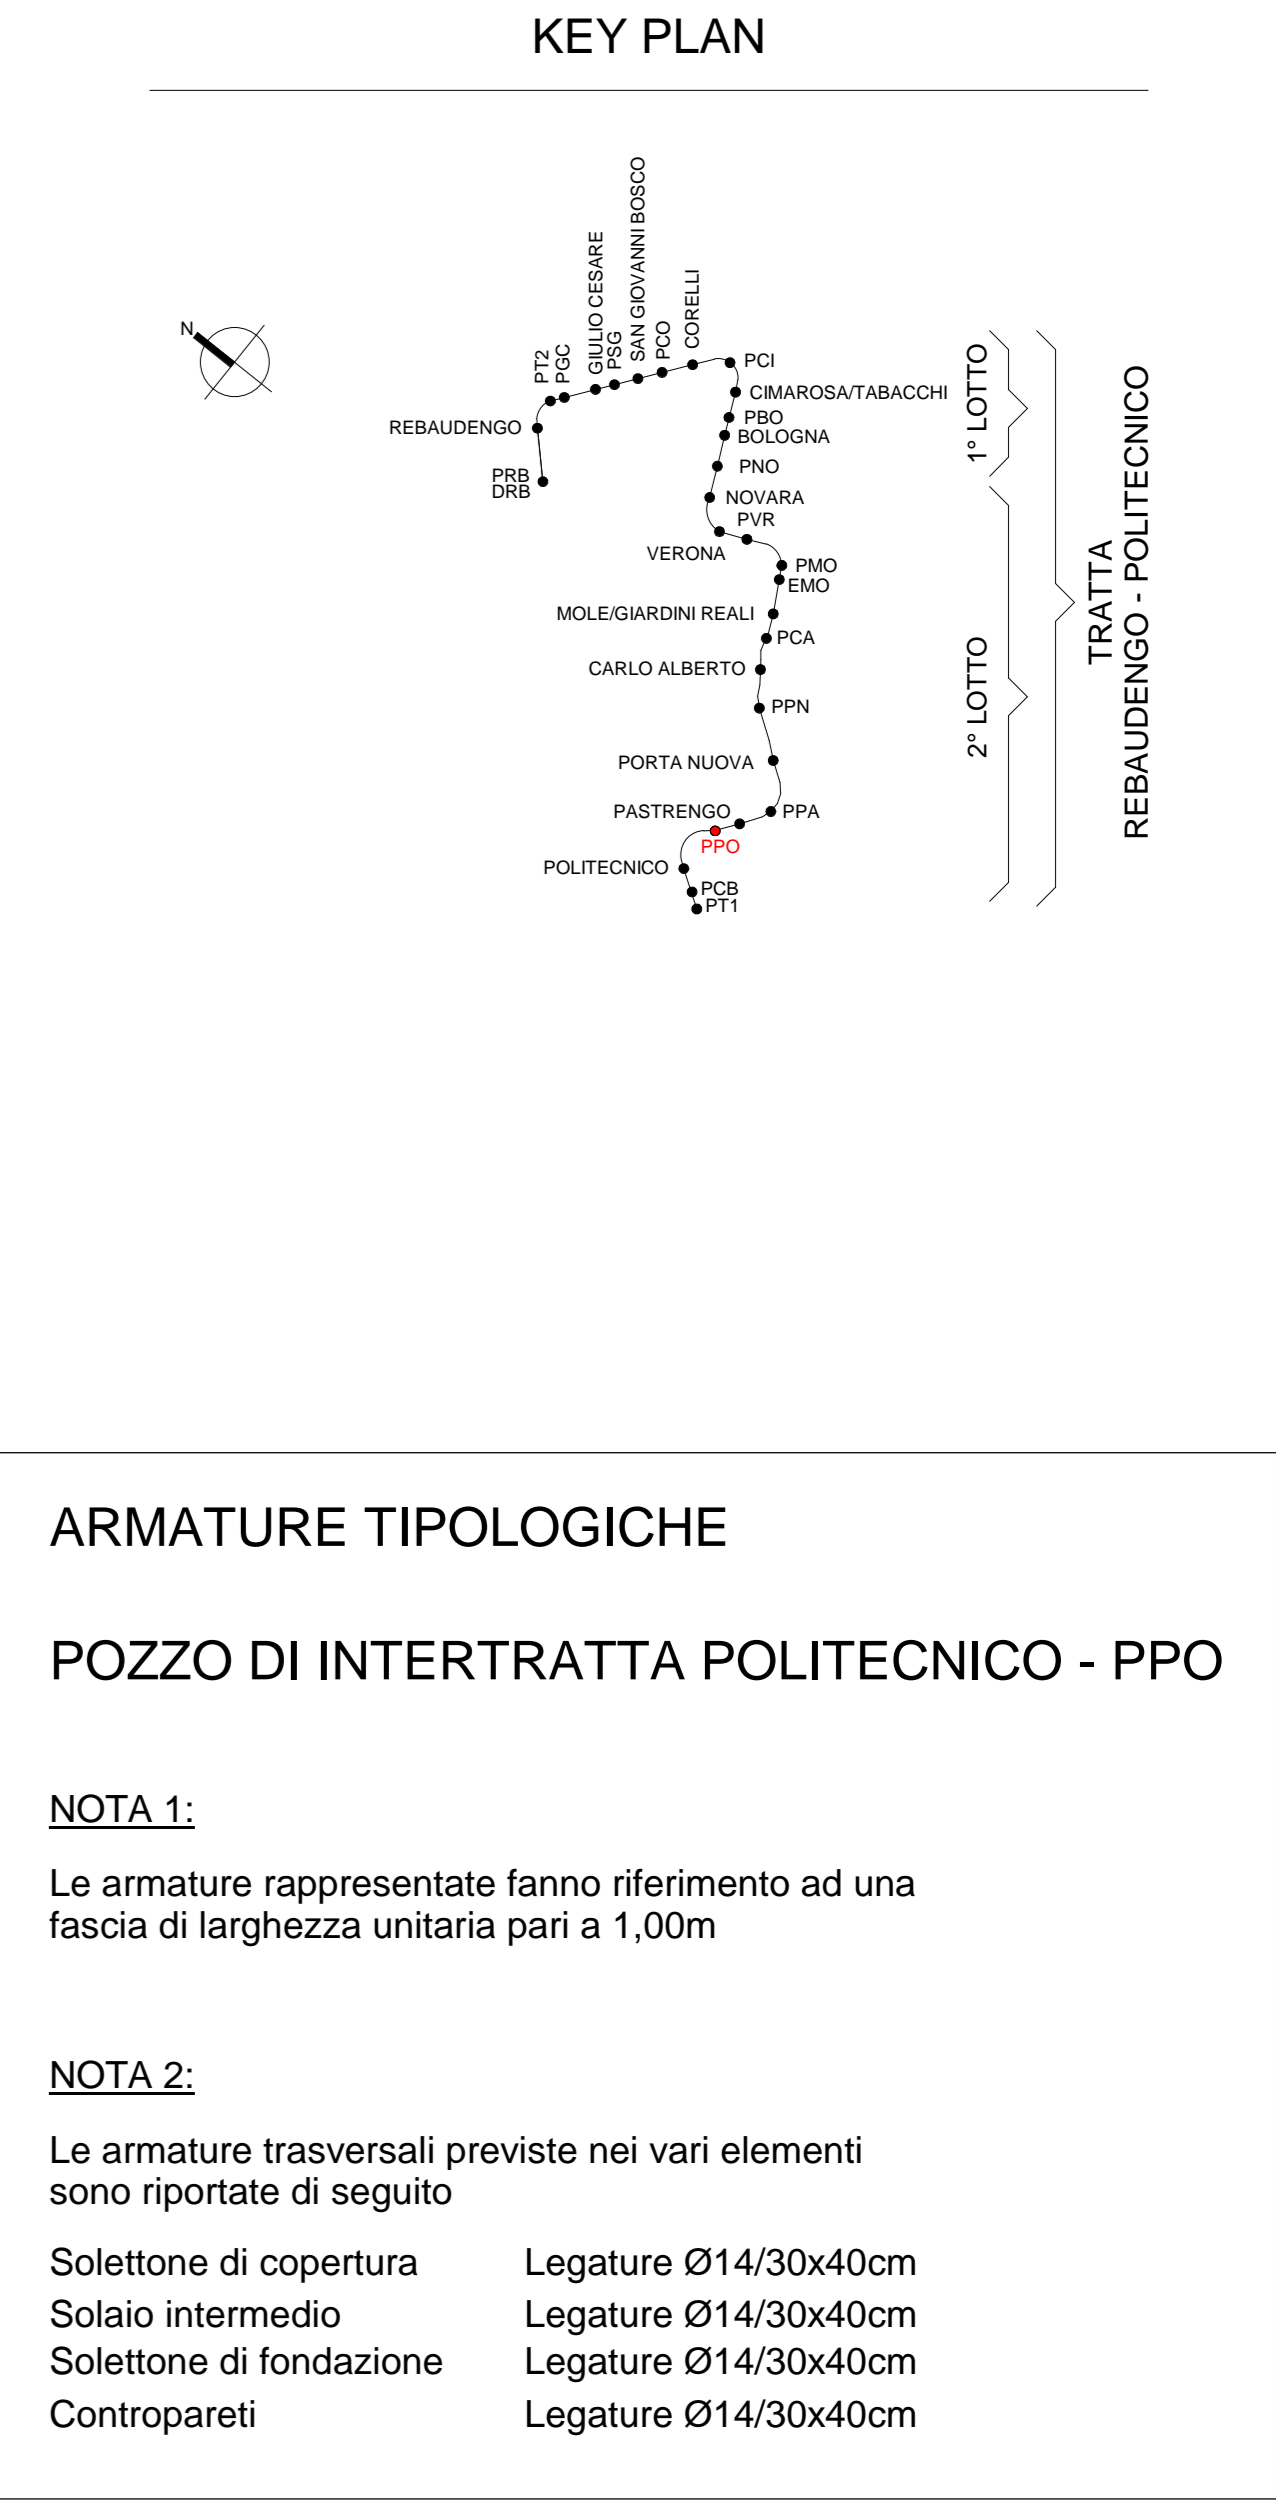 KEY PLAN
N
PT2
PGC
GIULIO CESARE
PSG
SAN GIOVANNI BOSCO
PCO
CORELLI
PCI
CIMAROSA/TABACCHI
REBAUDENGO
PBO
BOLOGNA
PRB
DRB
PNO
NOVARA
PVR
VERONA
PMO
EMO
MOLE/GIARDINI REALI
PCA
CARLO ALBERTO
PPN
PORTA NUOVA
PASTRENGO
PPA
PPO
POLITECNICO
PCB
PT1
1° LOTTO
2° LOTTO
TRATTA
REBAUDENGO - POLITECNICO
ARMATURE TIPOLOGICHE
POZZO DI INTERTRATTA POLITECNICO - PPO
NOTA 1:
Le armature rappresentate fanno riferimento ad una
fascia di larghezza unitaria pari a 1,00m
NOTA 2:
Le armature trasversali previste nei vari elementi
sono riportate di seguito
Solettone di copertura Legature Ø14/30x40cm
Solaio intermedio Legature Ø14/30x40cm
Solettone di fondazione Legature Ø14/30x40cm
Contropareti Legature Ø14/30x40cm